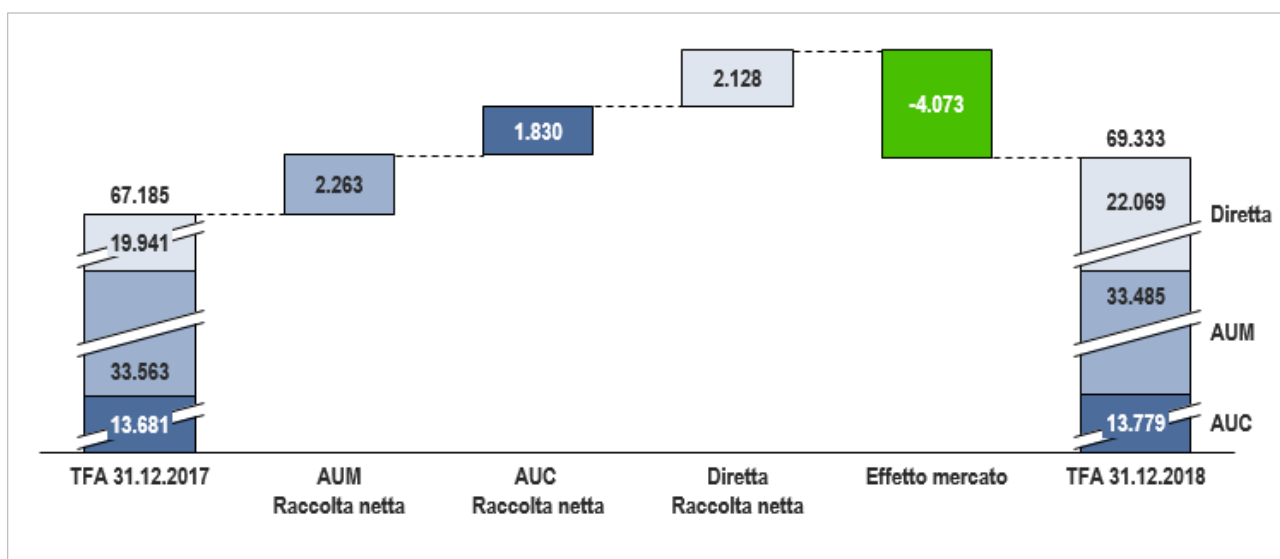 2.128
-4.073
1.830
69.333
2.263
67.185
22.069
Diretta
19.941
33.485
AUM
33.563
13.681
13.779
AUC
TFA 31.12.2017
AUM
Raccolta netta
AUC
Raccolta netta
Diretta
Raccolta netta
Effetto mercato
TFA 31.12.2018